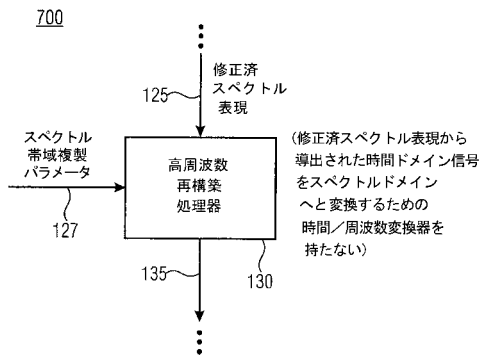 700
修正済
スペクトル
表現
125
スペクトル
帯域複製
パラメータ
127
高周波数
再構築
処理器
(修正済スペクトル表現から
導出された時間ドメイン信号
をスペクトルドメイン
へと変換するための
時間/周波数変換器を
持たない)
130
135